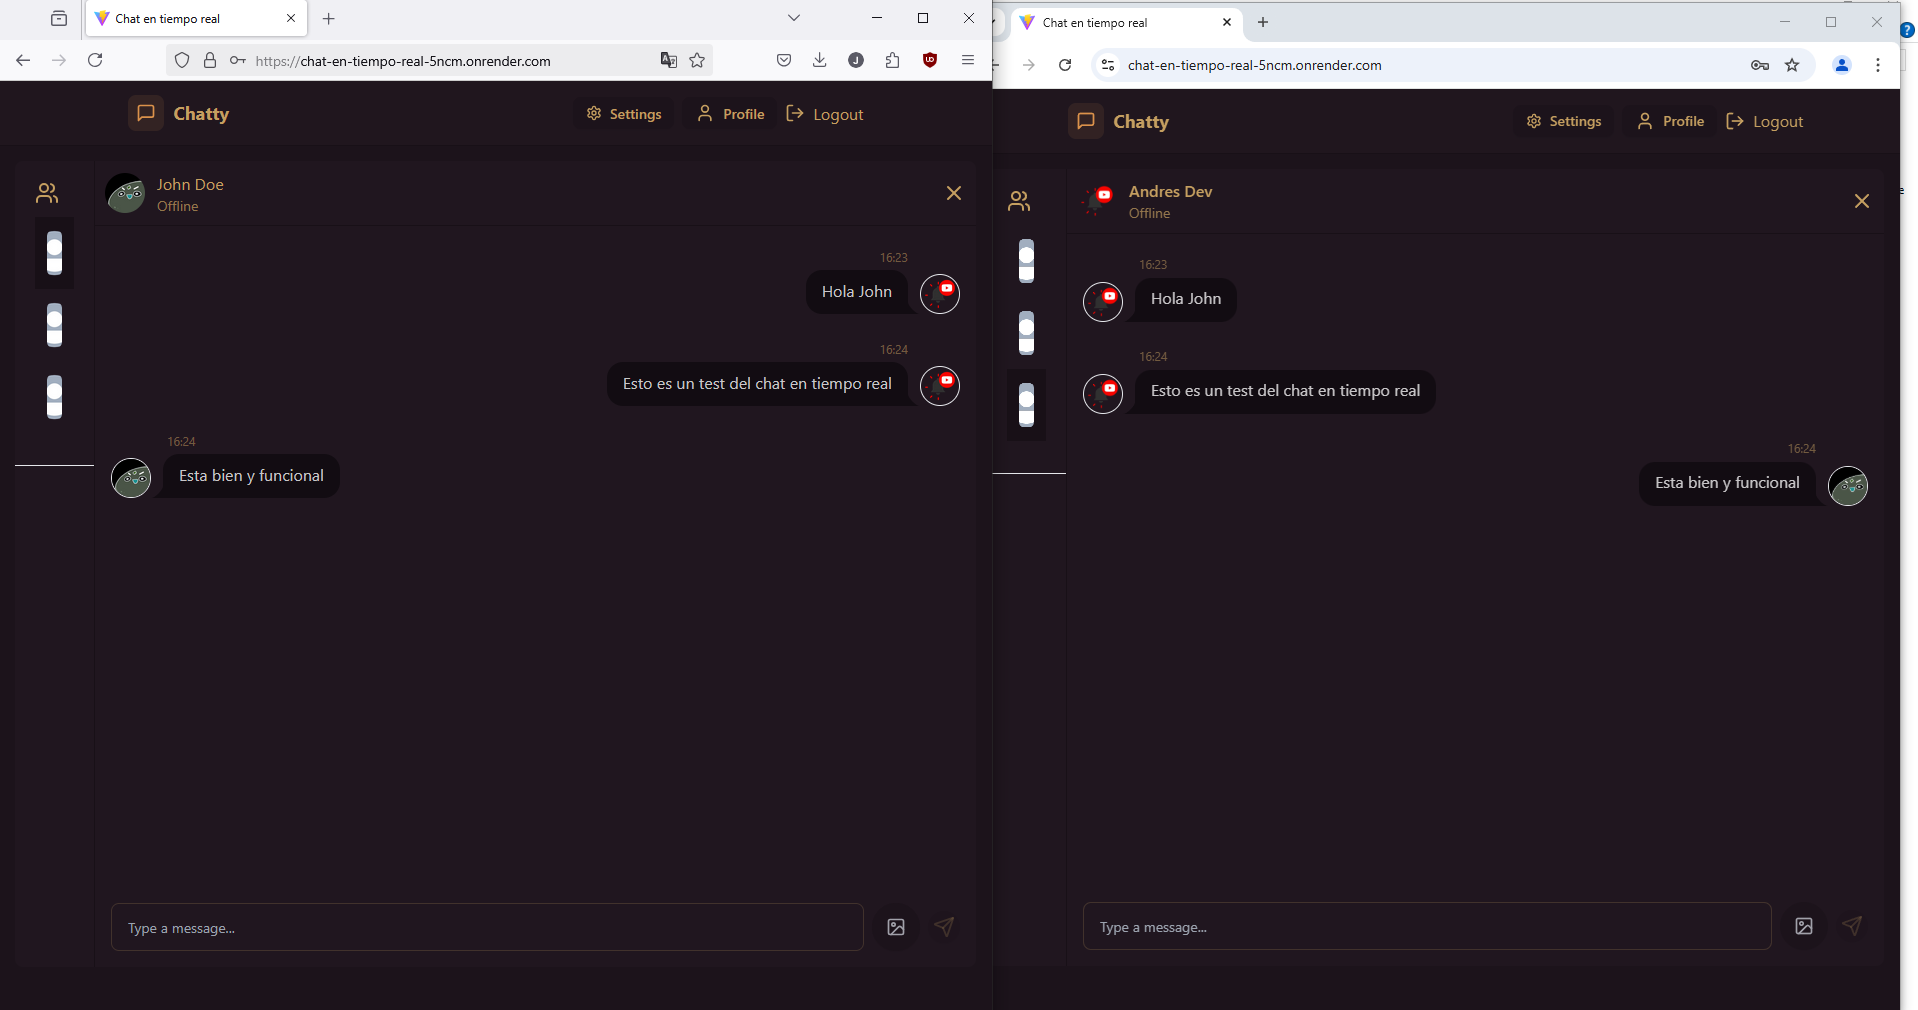 Chat en tiempo real
https://chat-en-tiempo-real-5ncm.onrender.com
J
UD
Chatty
Settings
Profile
Logout
John Doe
Offline
16:23
Hola John
16:24
Esto es un test del chat en tiempo real
16:24
Esta bien y funcional
Type a message...
Chat en tiempo real
chat-en-tiempo-real-5ncm.onrender.com
Chatty
Settings
Profile
Logout
Andres Dev
Offline
16:23
Hola John
16:24
Esto es un test del chat en tiempo real
16:24
Esta bien y funcional
Type a message...
?
e